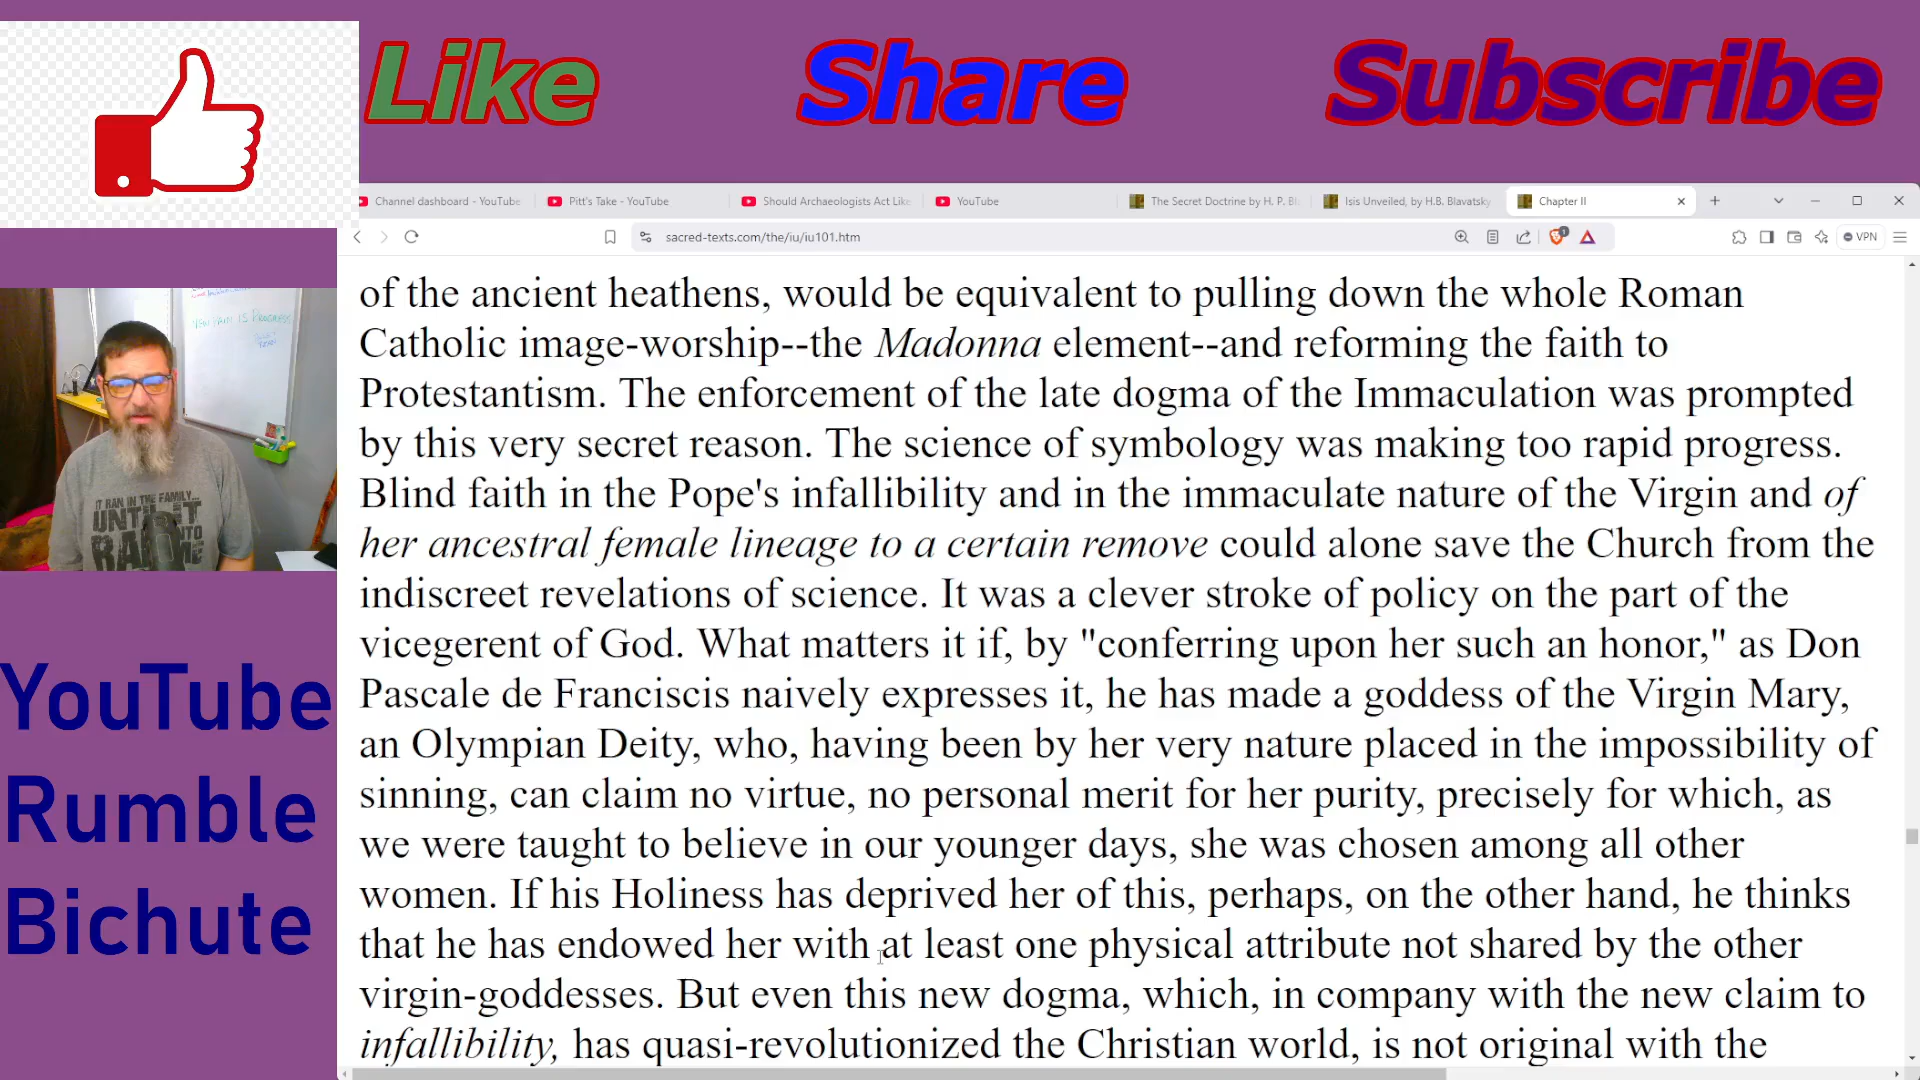 Like Share Subscribe
Channel dashboard - YouTube
Pitt's Take - YouTube
Should Archaeologists Act Like
YouTube
The Secret Doctrine by H. P. Bl
Isis Unveiled, by H.B. Blavatsky
Chapter II
sacred-texts.com/the/iu/iu101.htm
1
VPN
of the ancient heathens, would be equivalent to pulling down the whole Roman
Catholic image-worship--the Madonna element--and reforming the faith to
Protestantism. The enforcement of the late dogma of the Immaculation was prompted
by this very secret reason. The science of symbology was making too rapid progress.
Blind faith in the Pope's infallibility and in the immaculate nature of the Virgin and of
her ancestral female lineage to a certain remove could alone save the Church from the
indiscreet revelations of science. It was a clever stroke of policy on the part of the
vicegerent of God. What matters it if, by "conferring upon her such an honor," as Don
Pascale de Franciscis naively expresses it, he has made a goddess of the Virgin Mary,
an Olympian Deity, who, having been by her very nature placed in the impossibility of
sinning, can claim no virtue, no personal merit for her purity, precisely for which, as
we were taught to believe in our younger days, she was chosen among all other
women. If his Holiness has deprived her of this, perhaps, on the other hand, he thinks
that he has endowed her with at least one physical attribute not shared by the other
virgin-goddesses. But even this new dogma, which, in company with the new claim to
infallibility, has quasi-revolutionized the Christian world, is not original with the
IT RAN IN THE FAMILY...
UNTIL IT
RAN INTO
ME
YouTube
Rumble
Bichute